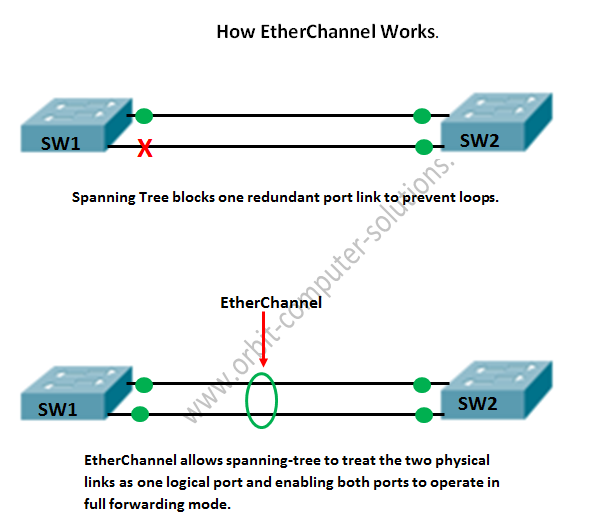 How EtherChannel Works.
SW1
X
SW2
Spanning Tree blocks one redundant port link to prevent loops.
www.orbit-computer-solutions.
EtherChannel
SW1
SW2
EtherChannel allows spanning-tree to treat the two physical
links as one logical port and enabling both ports to operate in
full forwarding mode.